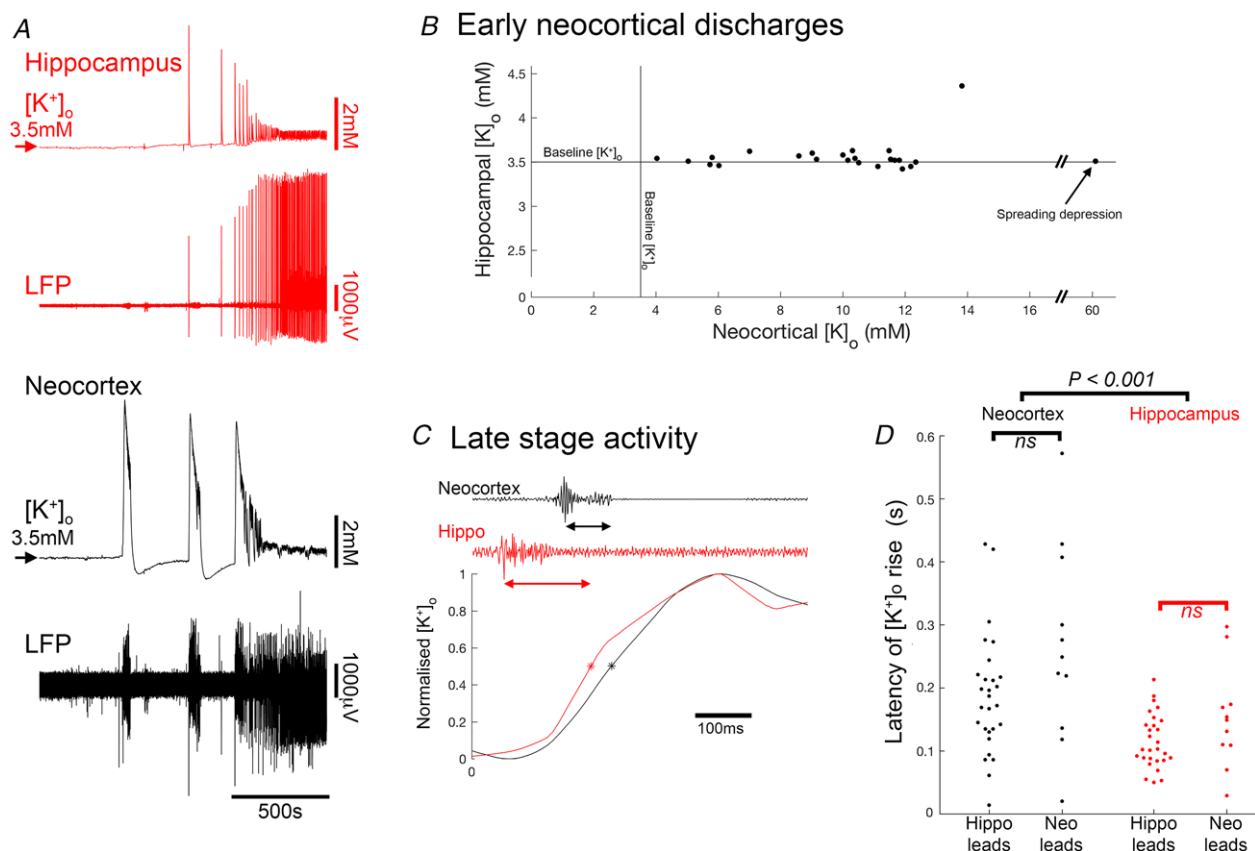 A
Hippocampus
[K+]o
3.5mM
2mM
LFP
1000µV
Neocortex
[K+]o
3.5mM
2mM
LFP
1000µV
500s
B Early neocortical discharges
Hippocampal [K]o (mM)
4.5
3.5
2.5
0
Baseline [K+]o
Baseline [K+]o
Spreading depression
0 2 4 6 8 10 12 14 16 60
Neocortical [K]o (mM)
C Late stage activity
Neocortex
Hippo
Normalised [K+]o
1
0.8
0.6
0.4
0.2
0
0
100ms
P < 0.001
Neocortex Hippocampus
D
ns
ns
Latency of [K+]o rise (s)
0.6
0.5
0.4
0.3
0.2
0.1
0
Hippo Neo Hippo Neo
leads leads leads leads